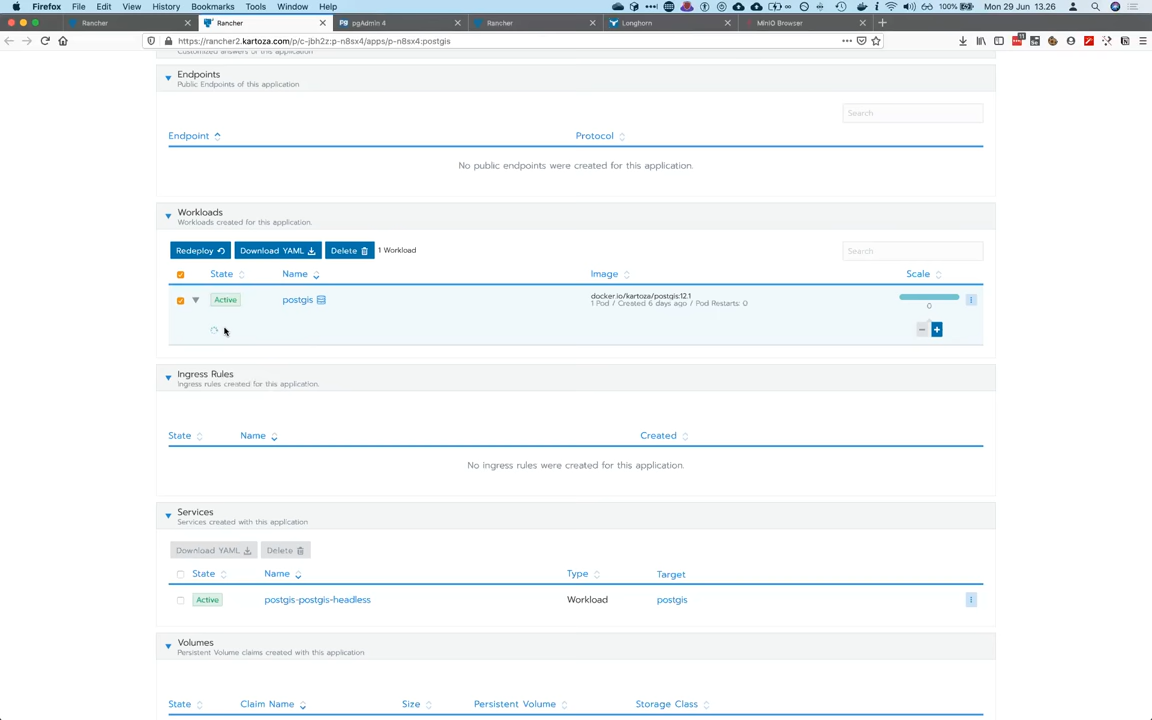 Firefox File Edit View History Bookmarks Tools Window Help 100% Mon 29 Jun 13.26
Rancher Rancher pgAdmin 4 Rancher Longhorn MinIO Browser
https://rancher2.kartoza.com/p/c-jbh2z:p-n8sx4/apps/p-n8sx4:postgis
Customized answers of this application
Endpoints
Public Endpoints of this application
Search
Endpoint Protocol
No public endpoints were created for this application.
Workloads
Workloads created for this application.
Redeploy Download YAML Delete 1 Workload Search
State Name Image Scale
Active postgis docker.io/kartoza/postgis:12.1
1 Pod / Created 6 days ago / Pod Restarts: 0
0
Ingress Rules
Ingress rules created for this application.
State Name Created
No ingress rules were created for this application.
Services
Services created with this application
Download YAML Delete
State Name Type Target
Active postgis-postgis-headless Workload postgis
Volumes
Persistent Volume claims created with this application
State Claim Name Size Persistent Volume Storage Class